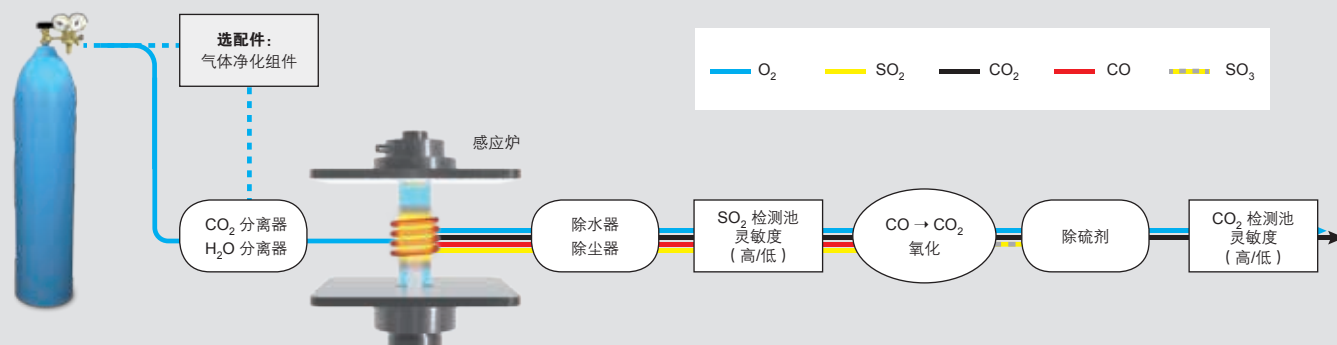 选配件：
气体净化组件
O₂
SO₂
CO₂
CO
SO₃
感应炉
CO₂ 分离器
H₂O 分离器
除水器
除尘器
SO₂ 检测池
灵敏度
( 高/低 )
CO → CO₂
氧化
除硫剂
CO₂ 检测池
灵敏度
( 高/低 )